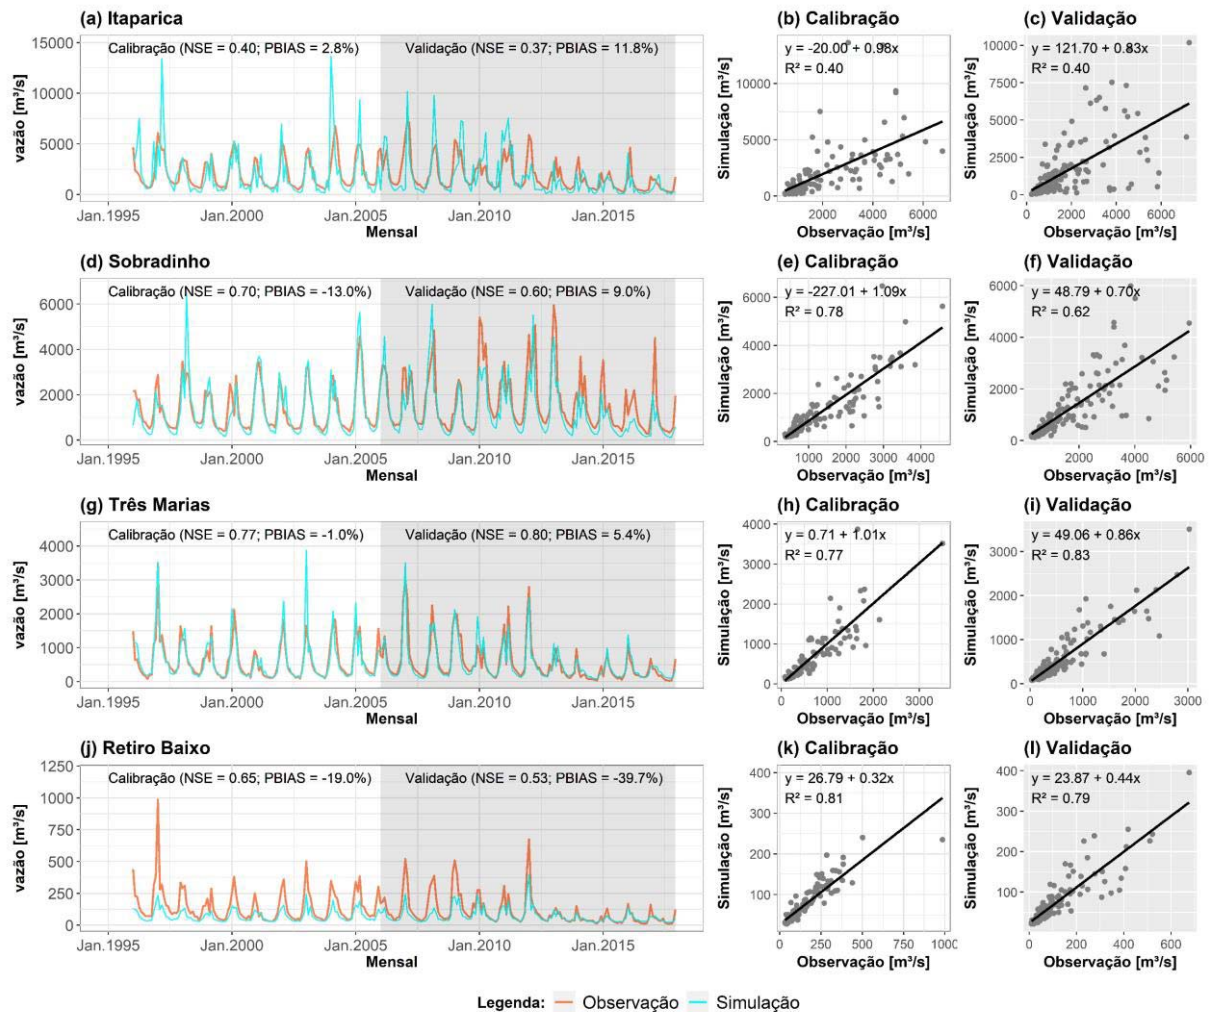 (a) Itaparica
Calibração (NSE = 0.40; PBIAS = 2.8%)
Validação (NSE = 0.37; PBIAS = 11.8%)
vazão [m³/s]
15000
12500
10000
7500
5000
2500
0
Jan.1995
Jan.2000
Jan.2005
Jan.2010
Jan.2015
Mensal
(b) Calibração
y = -20.00 + 0.98x
R² = 0.40
Simulação [m³/s]
10000
5000
0
2000
4000
6000
Observação [m³/s]
(c) Validação
y = 121.70 + 0.83x
R² = 0.40
Simulação [m³/s]
10000
7500
5000
2500
0
0
2000
4000
6000
Observação [m³/s]
(d) Sobradinho
Calibração (NSE = 0.70; PBIAS = -13.0%)
Validação (NSE = 0.60; PBIAS = 9.0%)
vazão [m³/s]
6000
4000
2000
0
Jan.1995
Jan.2000
Jan.2005
Jan.2010
Jan.2015
Mensal
(e) Calibração
y = -227.01 + 1.09x
R² = 0.78
Simulação [m³/s]
6000
4000
2000
0
1000
2000
3000
4000
Observação [m³/s]
(f) Validação
y = 48.79 + 0.70x
R² = 0.62
Simulação [m³/s]
6000
4000
2000
0
2000
4000
6000
Observação [m³/s]
(g) Três Marias
Calibração (NSE = 0.77; PBIAS = -1.0%)
Validação (NSE = 0.80; PBIAS = 5.4%)
vazão [m³/s]
4000
3000
2000
1000
0
Jan.1995
Jan.2000
Jan.2005
Jan.2010
Jan.2015
Mensal
(h) Calibração
y = 0.71 + 1.01x
R² = 0.77
Simulação [m³/s]
4000
3000
2000
1000
0
0
1000
2000
3000
Observação [m³/s]
(i) Validação
y = 49.06 + 0.86x
R² = 0.83
Simulação [m³/s]
3000
2000
1000
0
0
1000
2000
3000
Observação [m³/s]
(j) Retiro Baixo
Calibração (NSE = 0.65; PBIAS = -19.0%)
Validação (NSE = 0.53; PBIAS = -39.7%)
vazão [m³/s]
1250
1000
750
500
250
0
Jan.1995
Jan.2000
Jan.2005
Jan.2010
Jan.2015
Mensal
(k) Calibração
y = 26.79 + 0.32x
R² = 0.81
Simulação [m³/s]
400
300
200
100
0
250
500
750
Observação [m³/s]
(l) Validação
y = 23.87 + 0.44x
R² = 0.79
Simulação [m³/s]
400
300
200
100
0
200
400
600
Observação [m³/s]
Legenda:
Observação
Simulação